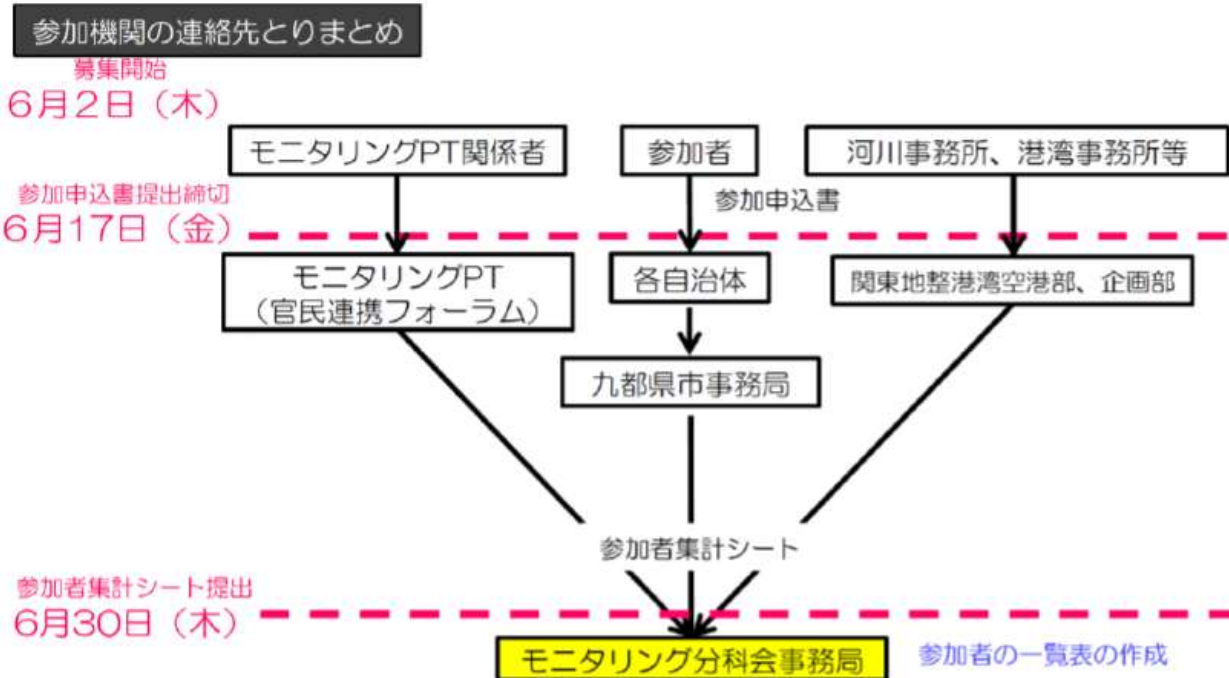 参加機関の連絡先とりまとめ
募集開始
6月2日（木）
モニタリングPT関係者
参加者
河川事務所、港湾事務所等
参加申込書提出締切
6月17日（金）
参加申込書
モニタリングPT
（官民連携フォーラム）
各自治体
関東地整港湾空港部、企画部
九都県市事務局
参加者集計シート
参加者集計シート提出
6月30日（木）
モニタリング分科会事務局
参加者の一覧表の作成